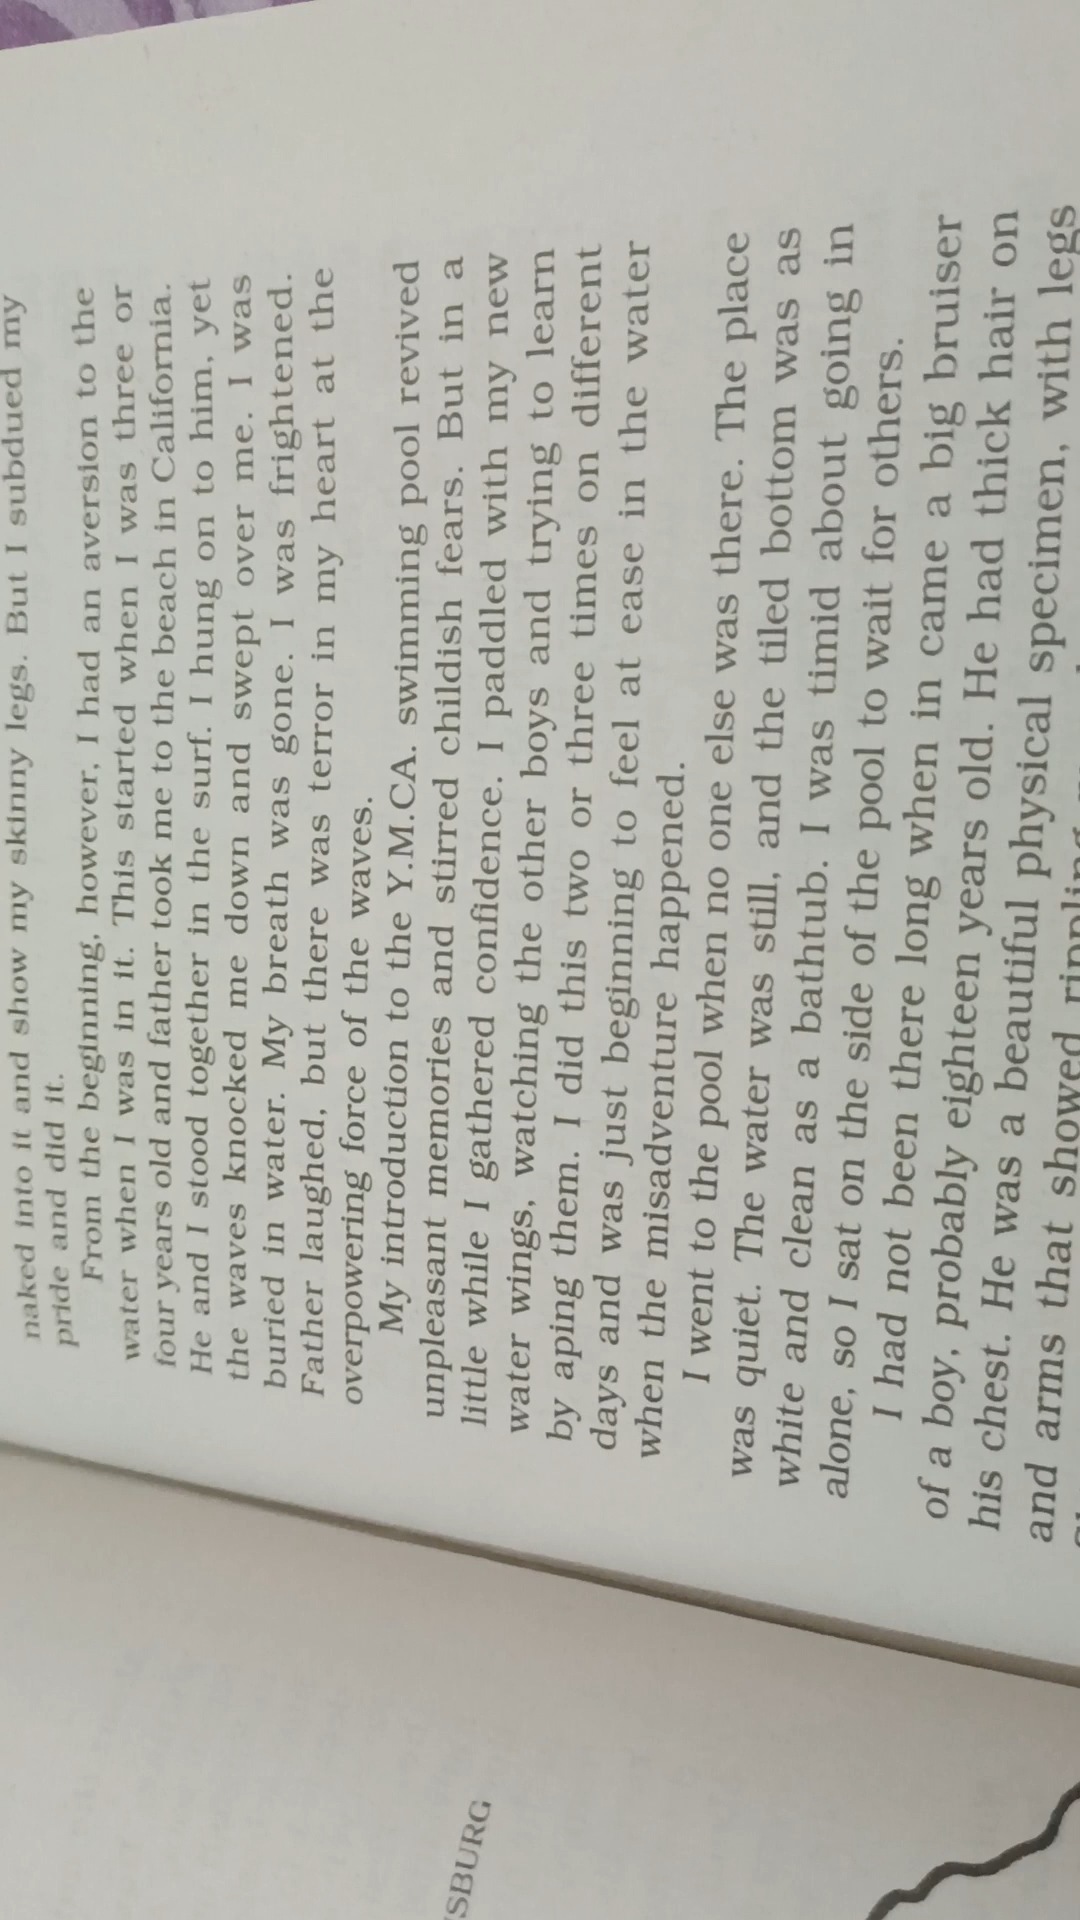 naked into it and show my skinny legs. But I subdued my
pride and did it.
From the beginning, however, I had an aversion to the
water when I was in it. This started when I was three or
four years old and father took me to the beach in California.
He and I stood together in the surf. I hung on to him, yet
the waves knocked me down and swept over me. I was
buried in water. My breath was gone. I was frightened.
Father laughed, but there was terror in my heart at the
overpowering force of the waves.
My introduction to the Y.M.CA. swimming pool revived
unpleasant memories and stirred childish fears. But in a
little while I gathered confidence. I paddled with my new
water wings, watching the other boys and trying to learn
by aping them. I did this two or three times on different
days and was just beginning to feel at ease in the water
when the misadventure happened.
I went to the pool when no one else was there. The place
was quiet. The water was still, and the tiled bottom was as
white and clean as a bathtub. I was timid about going in
alone, so I sat on the side of the pool to wait for others.
I had not been there long when in came a big bruiser
of a boy, probably eighteen years old. He had thick hair on
his chest. He was a beautiful physical specimen, with legs
and arms that showed rippling
SBURG